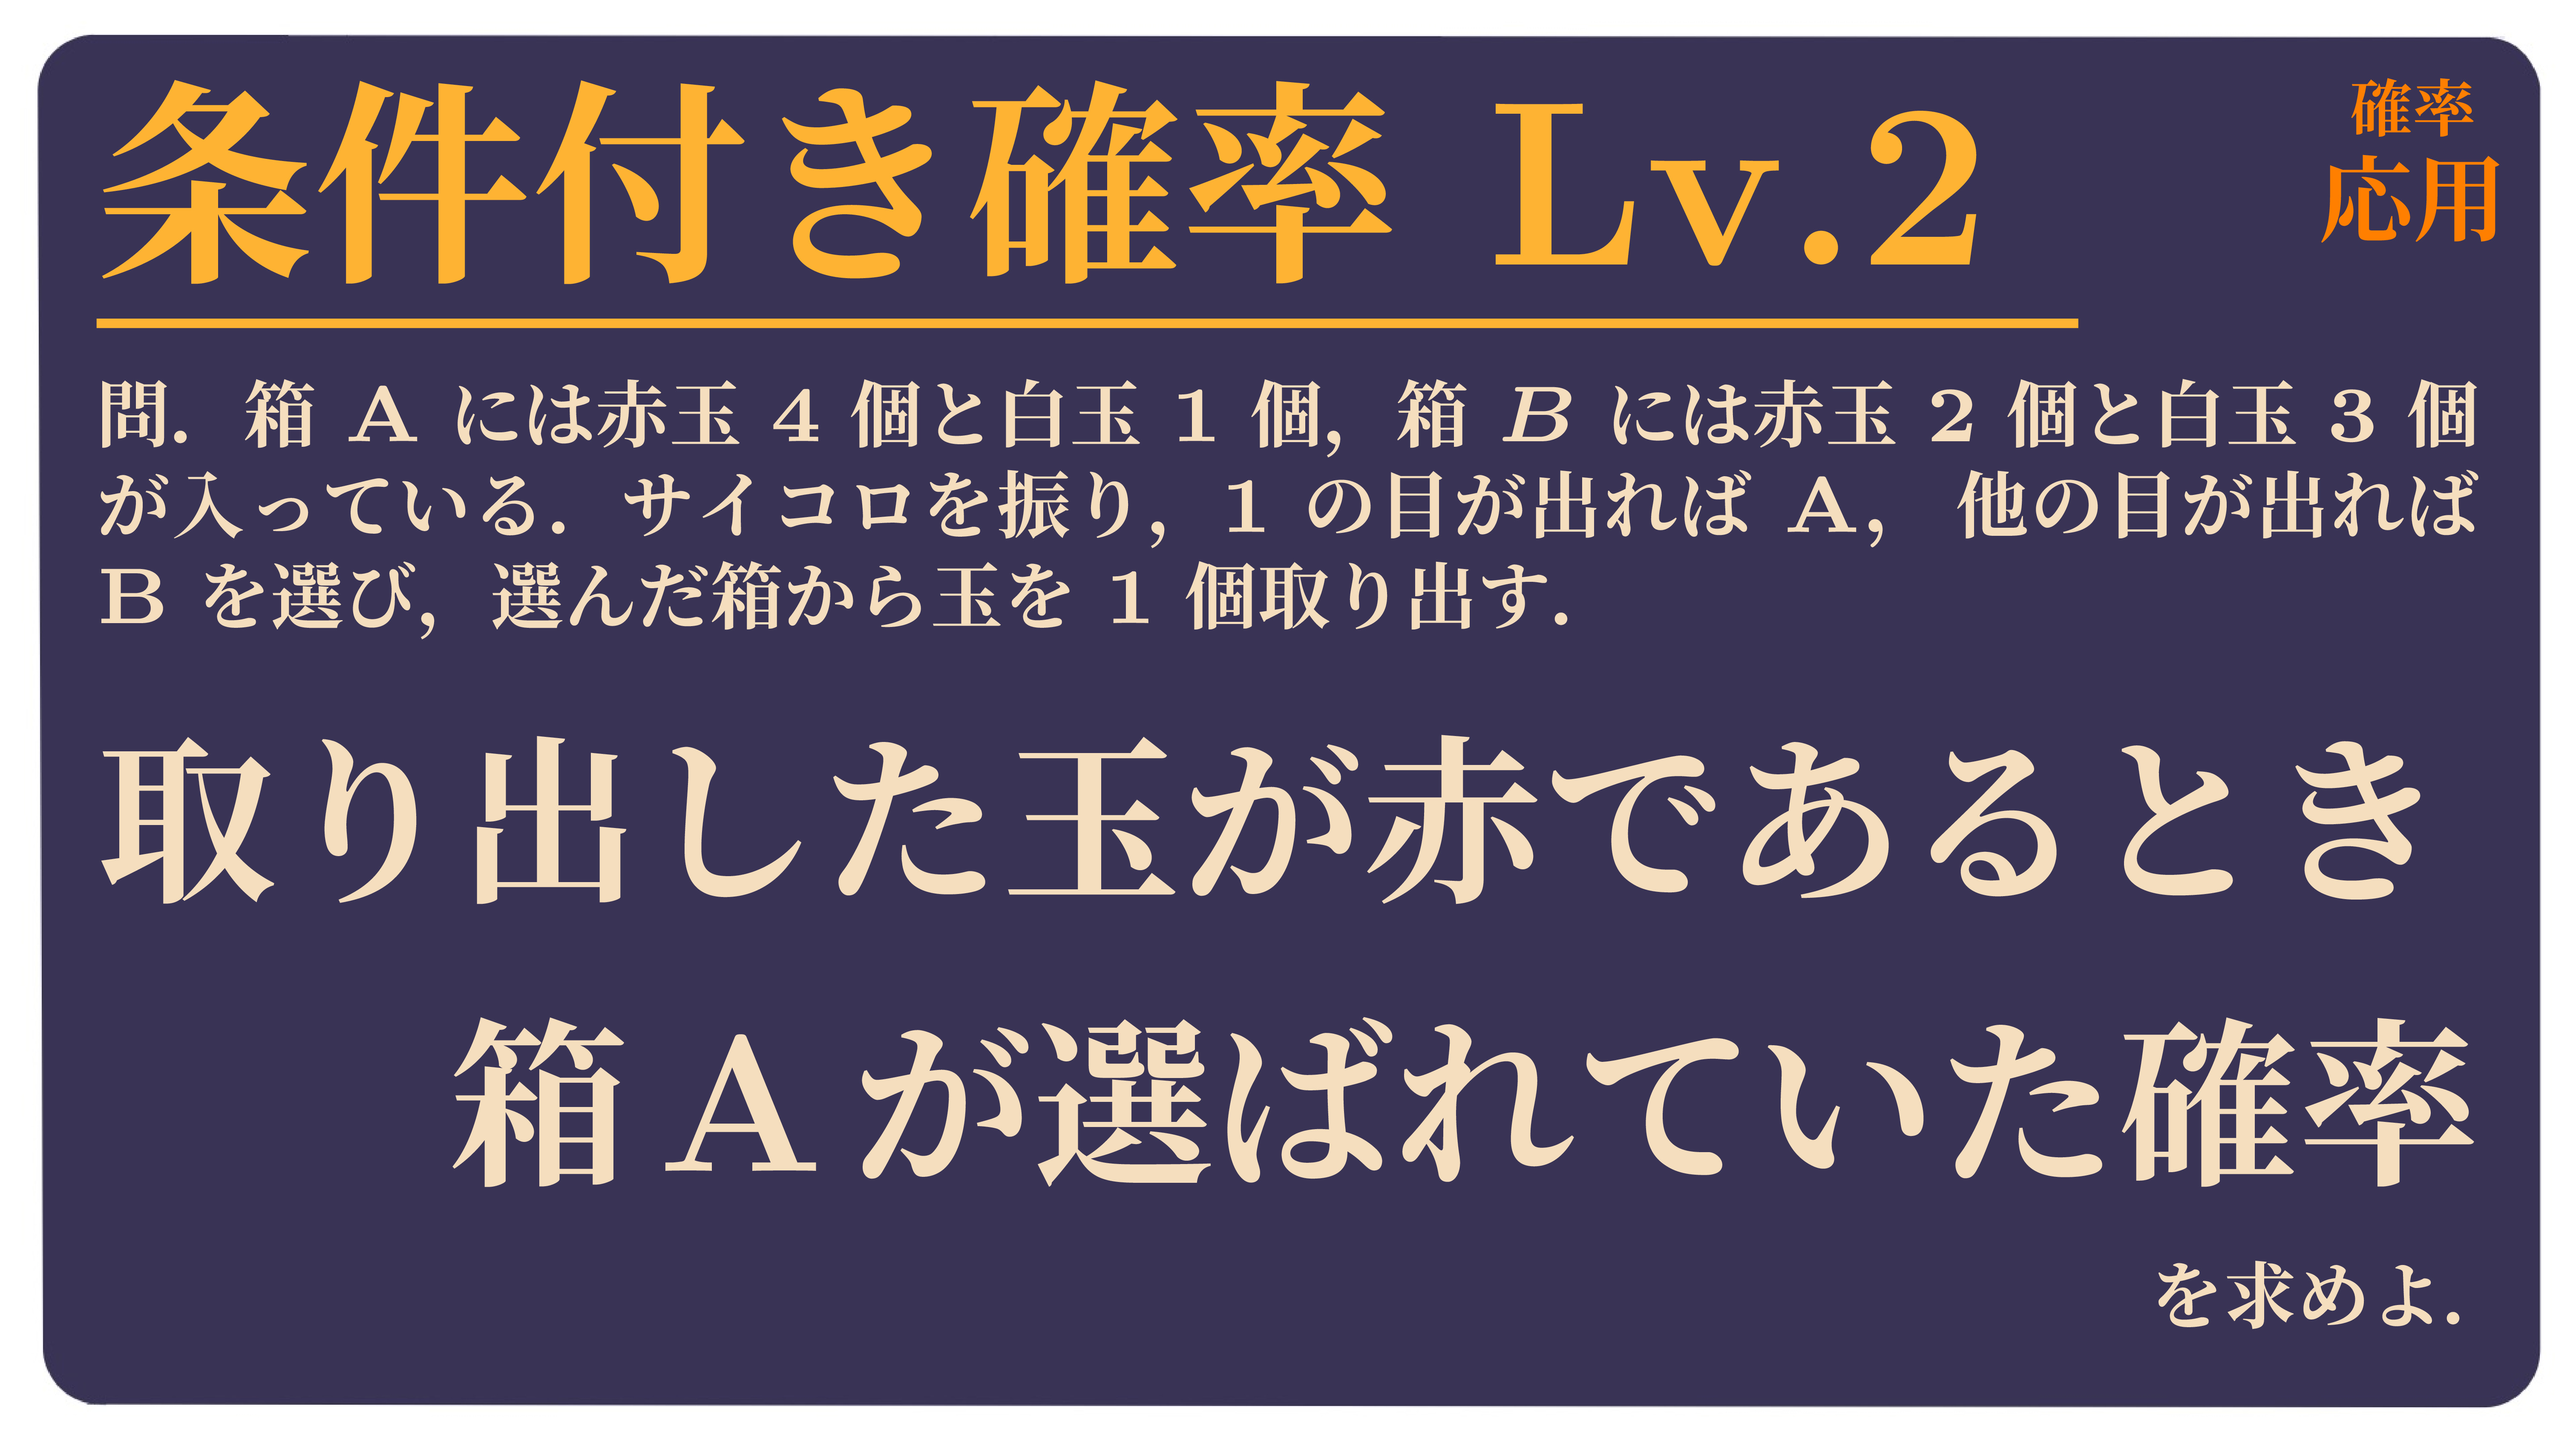 条件付き確率 Lv.2
確率
応用
問. 箱 A には赤玉 4 個と白玉 1 個, 箱 B には赤玉 2 個と白玉 3 個
が入っている. サイコロを振り, 1 の目が出れば A, 他の目が出れば
B を選び, 選んだ箱から玉を 1 個取り出す.
取り出した玉が赤であるとき
箱 A が選ばれていた確率
を求めよ.